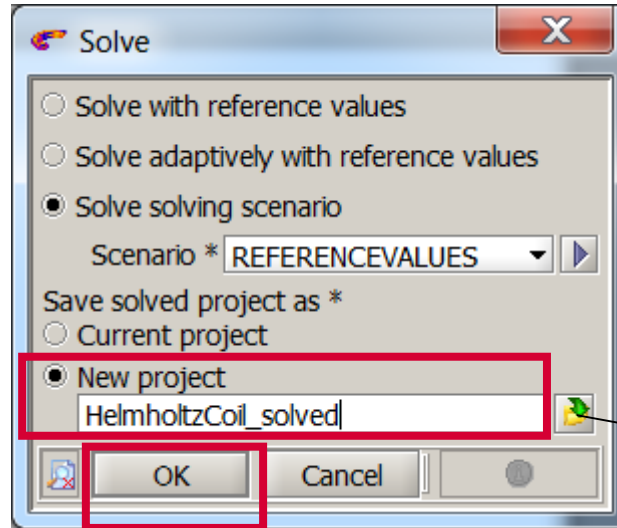 Solve
Solve with reference values
Solve adaptively with reference values
Solve solving scenario
Scenario * REFERENCEVALUES
Save solved project as *
Current project
New project
HelmholtzCoil_solved
OK Cancel